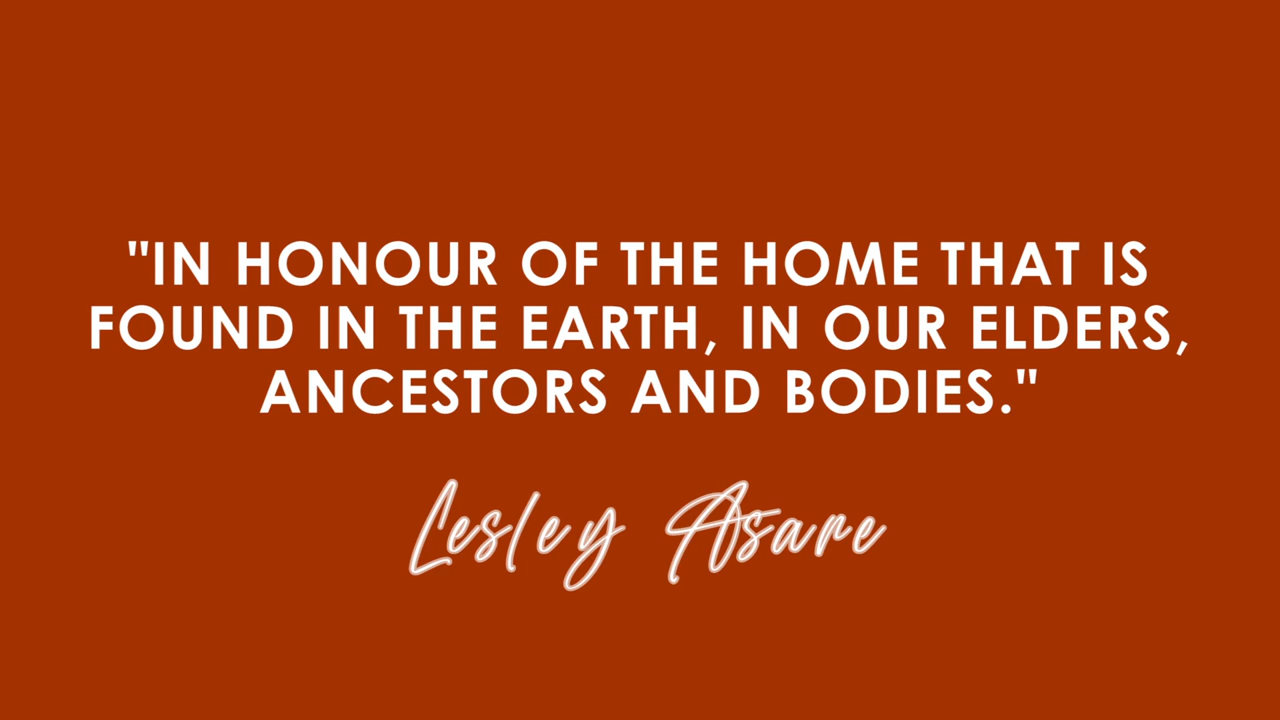 "IN HONOUR OF THE HOME THAT IS
FOUND IN THE EARTH, IN OUR ELDERS,
ANCESTORS AND BODIES."
Lesley Asare